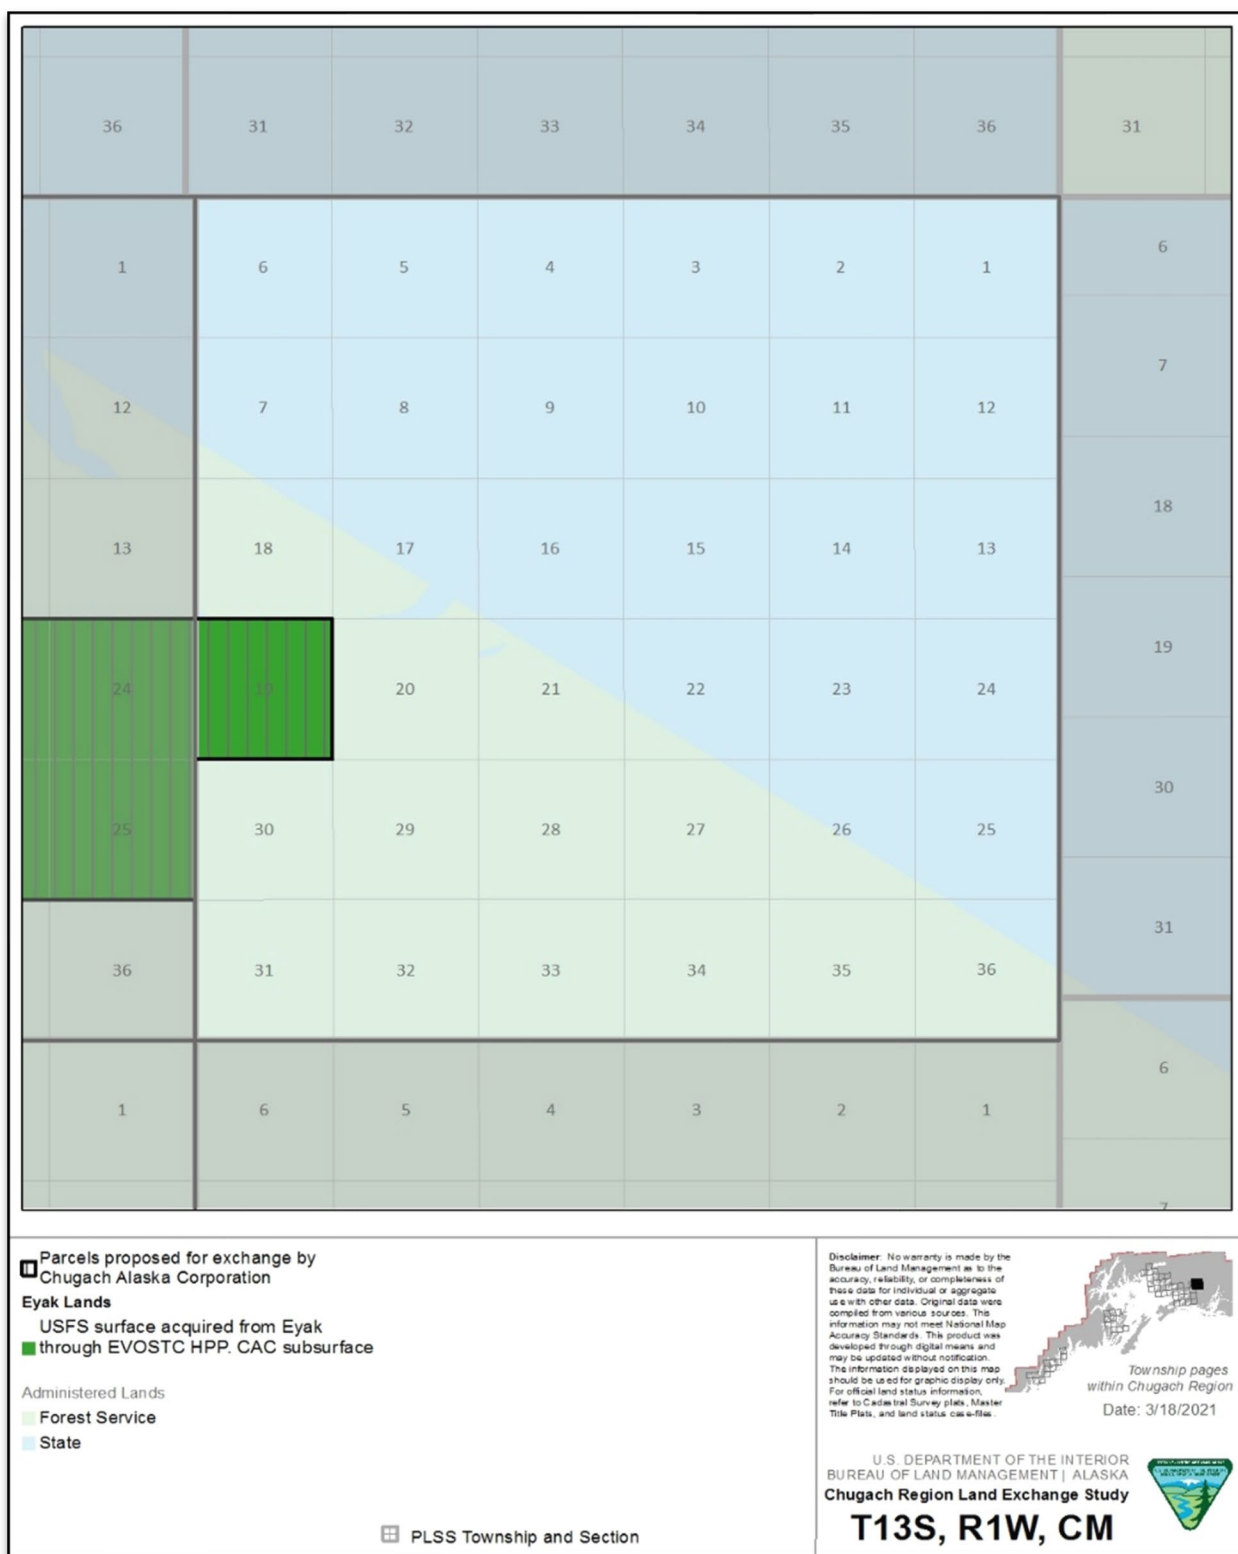 36 31 32 33 34 35 36 31
1 6 5 4 3 2 1 6
12 7 8 9 10 11 12 7
13 18 17 16 15 14 13 18
24 19 20 21 22 23 24 19
25 30 29 28 27 26 25 30
36 31 32 33 34 35 36 31
1 6 5 4 3 2 1 6
7
Parcels proposed for exchange by
Chugach Alaska Corporation
Eyak Lands
USFS surface acquired from Eyak
through EVOSTC HPP. CAC subsurface
Administered Lands
Forest Service
State
PLSS Township and Section
Disclaimer: No warranty is made by the
Bureau of Land Management as to the
accuracy, reliability, or completeness of
these data for individual or aggregate
use with other data. Original data were
compiled from various sources. This
information may not meet National Map
Accuracy Standards. This product was
developed through digital means and
may be updated without notification.
The information displayed on this map
should be used for graphic display only.
For official land status information,
refer to Cadastral Survey plats, Master
Title Plats, and land status case-files.
Township pages
within Chugach Region
Date: 3/18/2021
U.S. DEPARTMENT OF THE INTERIOR
BUREAU OF LAND MANAGEMENT | ALASKA
Chugach Region Land Exchange Study
T13S, R1W, CM